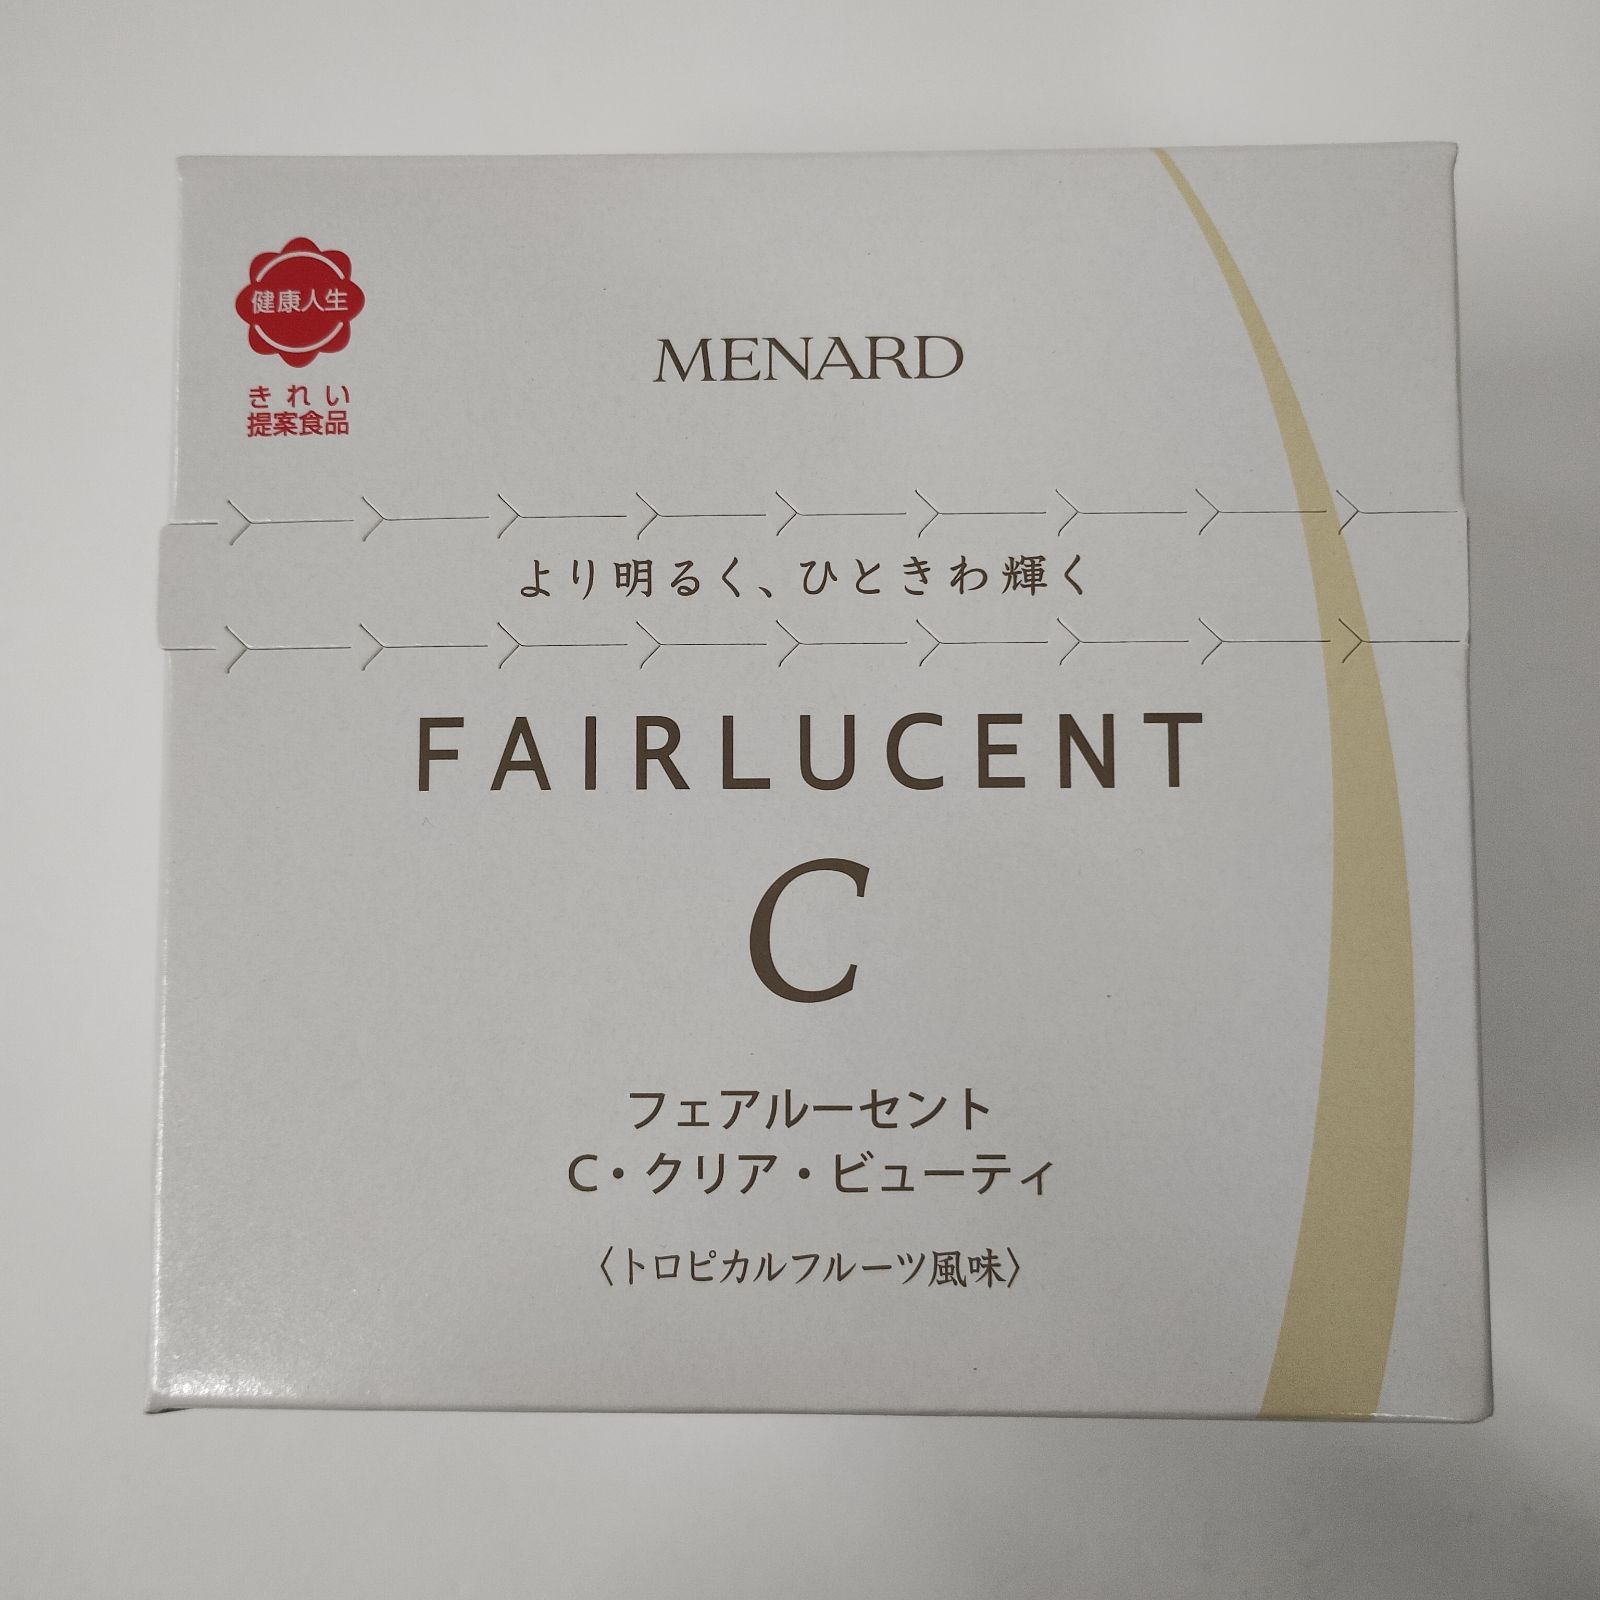 健康人生
きれい
提案食品
MENARD
より明るく、ひときわ輝く
FAIRLUCENT
C
フェアルーセント
C・クリア・ビューティ
〈トロピカルフルーツ風味〉